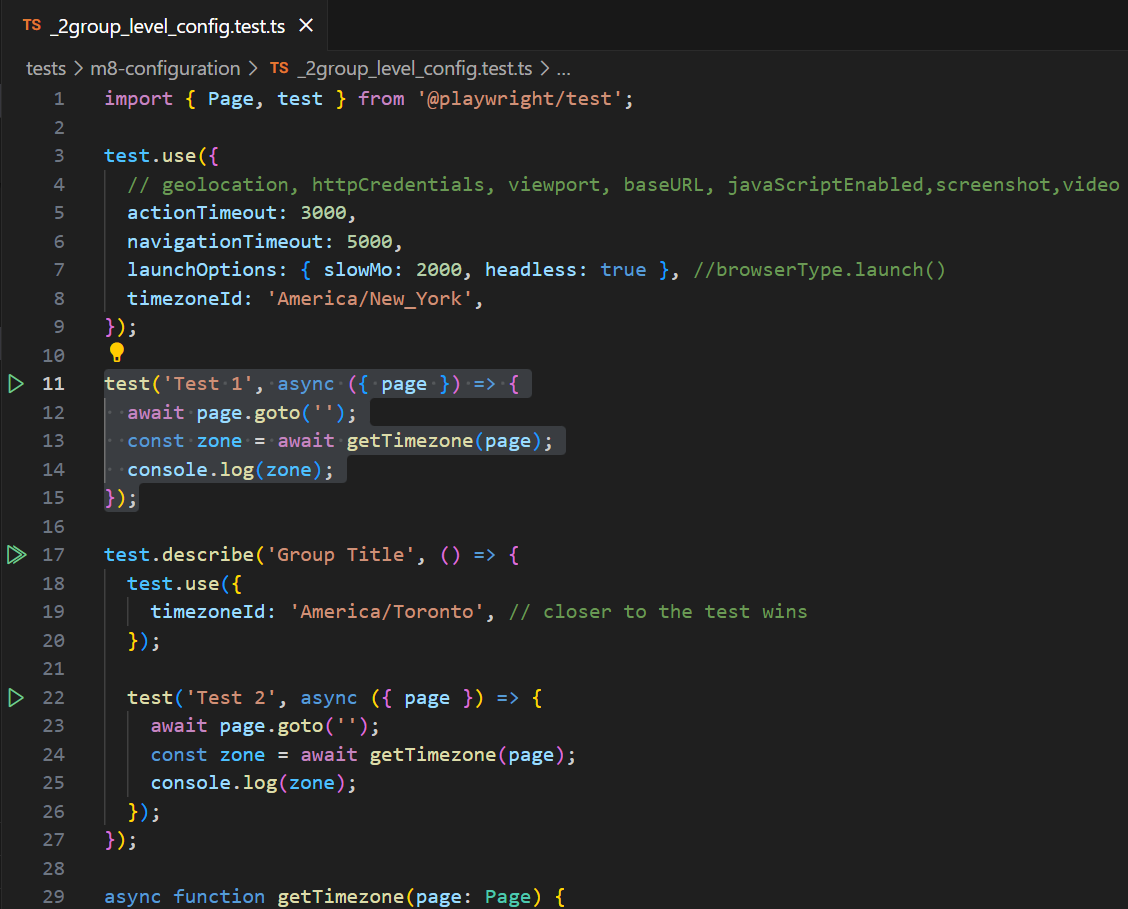 TS _2group_level_config.test.ts ×
tests > m8-configuration > TS _2group_level_config.test.ts > ...
1 import { Page, test } from '@playwright/test';
2
3 test.use({
4 // geolocation, httpCredentials, viewport, baseURL, javaScriptEnabled,screenshot,video
5 actionTimeout: 3000,
6 navigationTimeout: 5000,
7 launchOptions: { slowMo: 2000, headless: true }, //browserType.launch()
8 timezoneId: 'America/New_York',
9 });
10
11 test('Test 1', async ({ page }) => {
12 await page.goto('');
13 const zone = await getTimezone(page);
14 console.log(zone);
15 });
16
17 test.describe('Group Title', () => {
18 test.use({
19 timezoneId: 'America/Toronto', // closer to the test wins
20 });
21
22 test('Test 2', async ({ page }) => {
23 await page.goto('');
24 const zone = await getTimezone(page);
25 console.log(zone);
26 });
27 });
28
29 async function getTimezone(page: Page) {